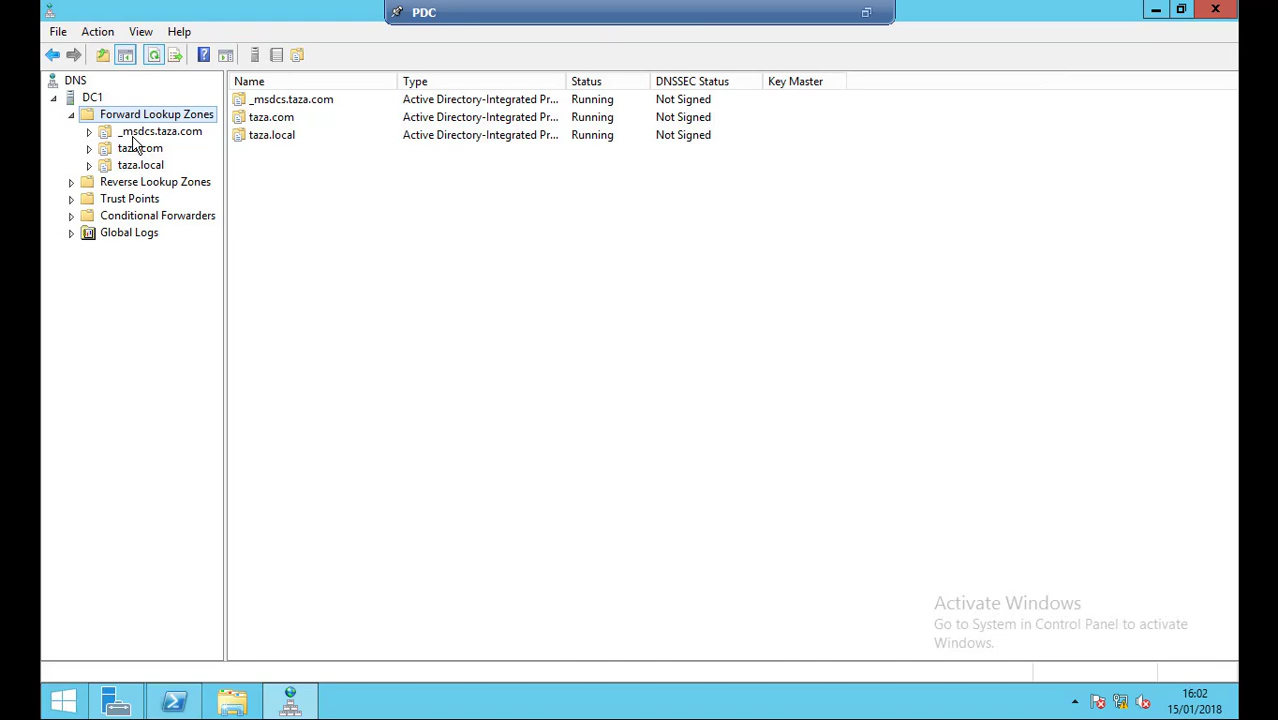 PDC
File Action View Help
DNS
DC1
Forward Lookup Zones
_msdcs.taza.com
taza.com
taza.local
Reverse Lookup Zones
Trust Points
Conditional Forwarders
Global Logs
Name Type Status DNSSEC Status Key Master
_msdcs.taza.com Active Directory-Integrated Pr... Running Not Signed
taza.com Active Directory-Integrated Pr... Running Not Signed
taza.local Active Directory-Integrated Pr... Running Not Signed
Activate Windows
Go to System in Control Panel to activate
Windows.
16:02
15/01/2018